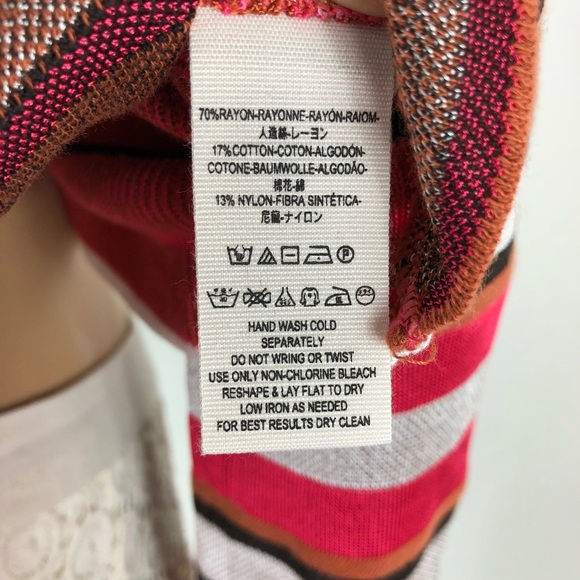 70%RAYON-RAYONNE-RAYÓN-RAIOM-
人造絲-レーヨン
17%COTTON-COTON-ALGODÓN-
COTONE-BAUMWOLLE-ALGODÃO-
棉花-綿
13% NYLON-FIBRA SINTÉTICA-
尼龍-ナイロン
HAND WASH COLD
SEPARATELY
DO NOT WRING OR TWIST
USE ONLY NON-CHLORINE BLEACH
RESHAPE & LAY FLAT TO DRY
LOW IRON AS NEEDED
FOR BEST RESULTS DRY CLEAN